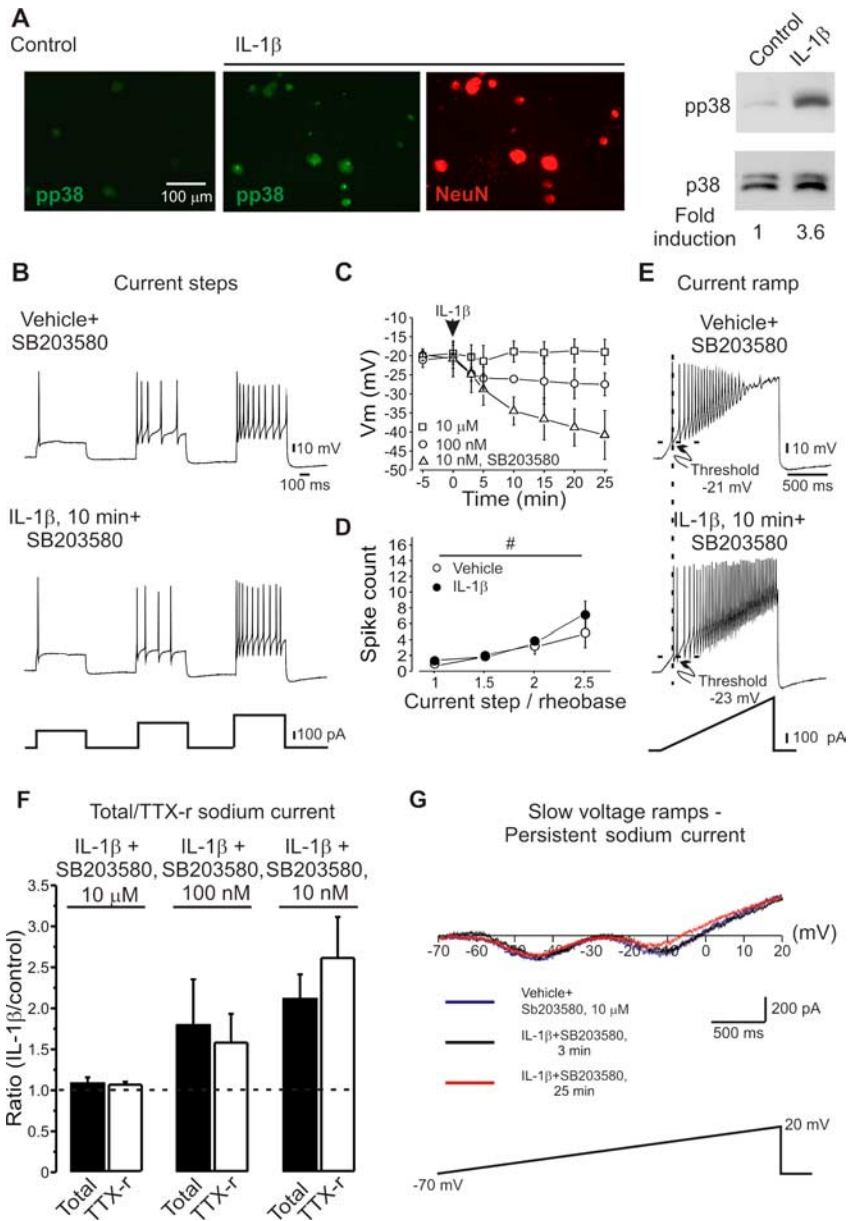 A
Control
IL-1β
pp38
100 μm
pp38
NeuN
Control
IL-1β
pp38
p38
Fold
induction
1
3.6
B
Current steps
Vehicle+
SB203580
10 mV
100 ms
IL-1β, 10 min+
SB203580
100 pA
C
IL-1β
-10
-15
-20
-25
-30
-35
-40
-45
-50
Vm (mV)
10 μM
100 nM
10 nM, SB203580
-5 0 5 10 15 20 25
Time (min)
D
#
16
14
12
10
8
6
4
2
0
Spike count
Vehicle
IL-1β
1 1.5 2 2.5
Current step / rheobase
E
Current ramp
Vehicle+
SB203580
10 mV
Threshold
-21 mV
500 ms
IL-1β, 10 min+
SB203580
Threshold
-23 mV
100 pA
F
Total/TTX-r sodium current
IL-1β + IL-1β + IL-1β +
SB203580, SB203580, SB203580,
10 μM 100 nM 10 nM
3.5
3.0
2.5
2.0
1.5
1.0
0.5
0
Ratio (IL-1β/control)
Total TTX-r Total TTX-r Total TTX-r
G
Slow voltage ramps -
Persistent sodium current
-70 -60 -50 -40 -30 -20 -10 0 10 20
(mV)
Vehicle+
Sb203580, 10 μM
IL-1β+SB203580,
3 min
IL-1β+SB203580,
25 min
200 pA
500 ms
20 mV
-70 mV